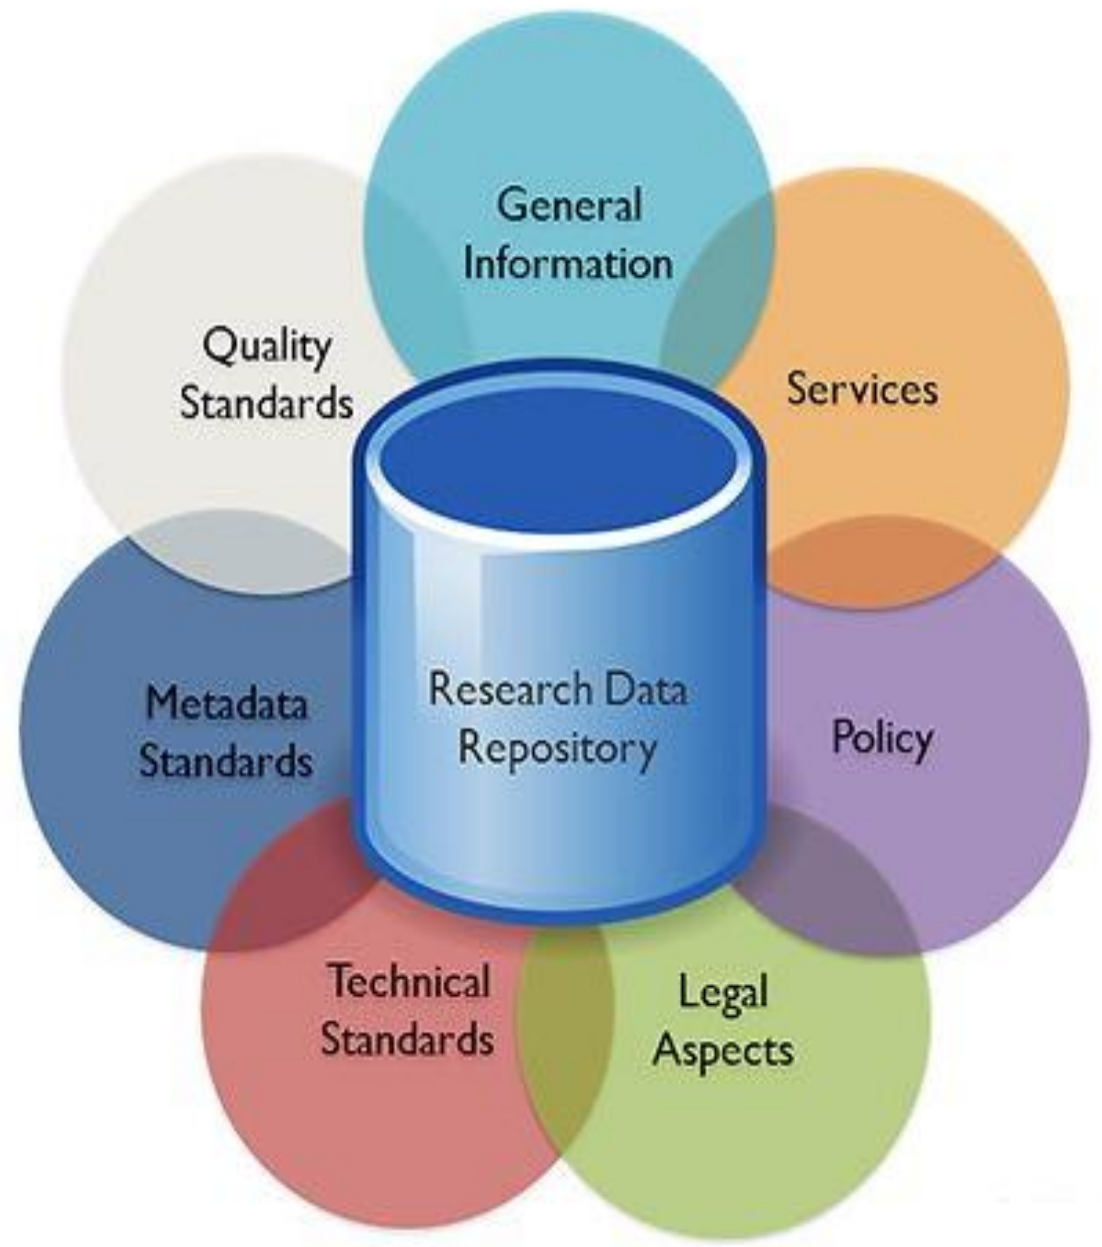 General
Information
Quality
Standards
Services
Metadata
Standards
Research Data
Repository
Policy
Technical
Standards
Legal
Aspects